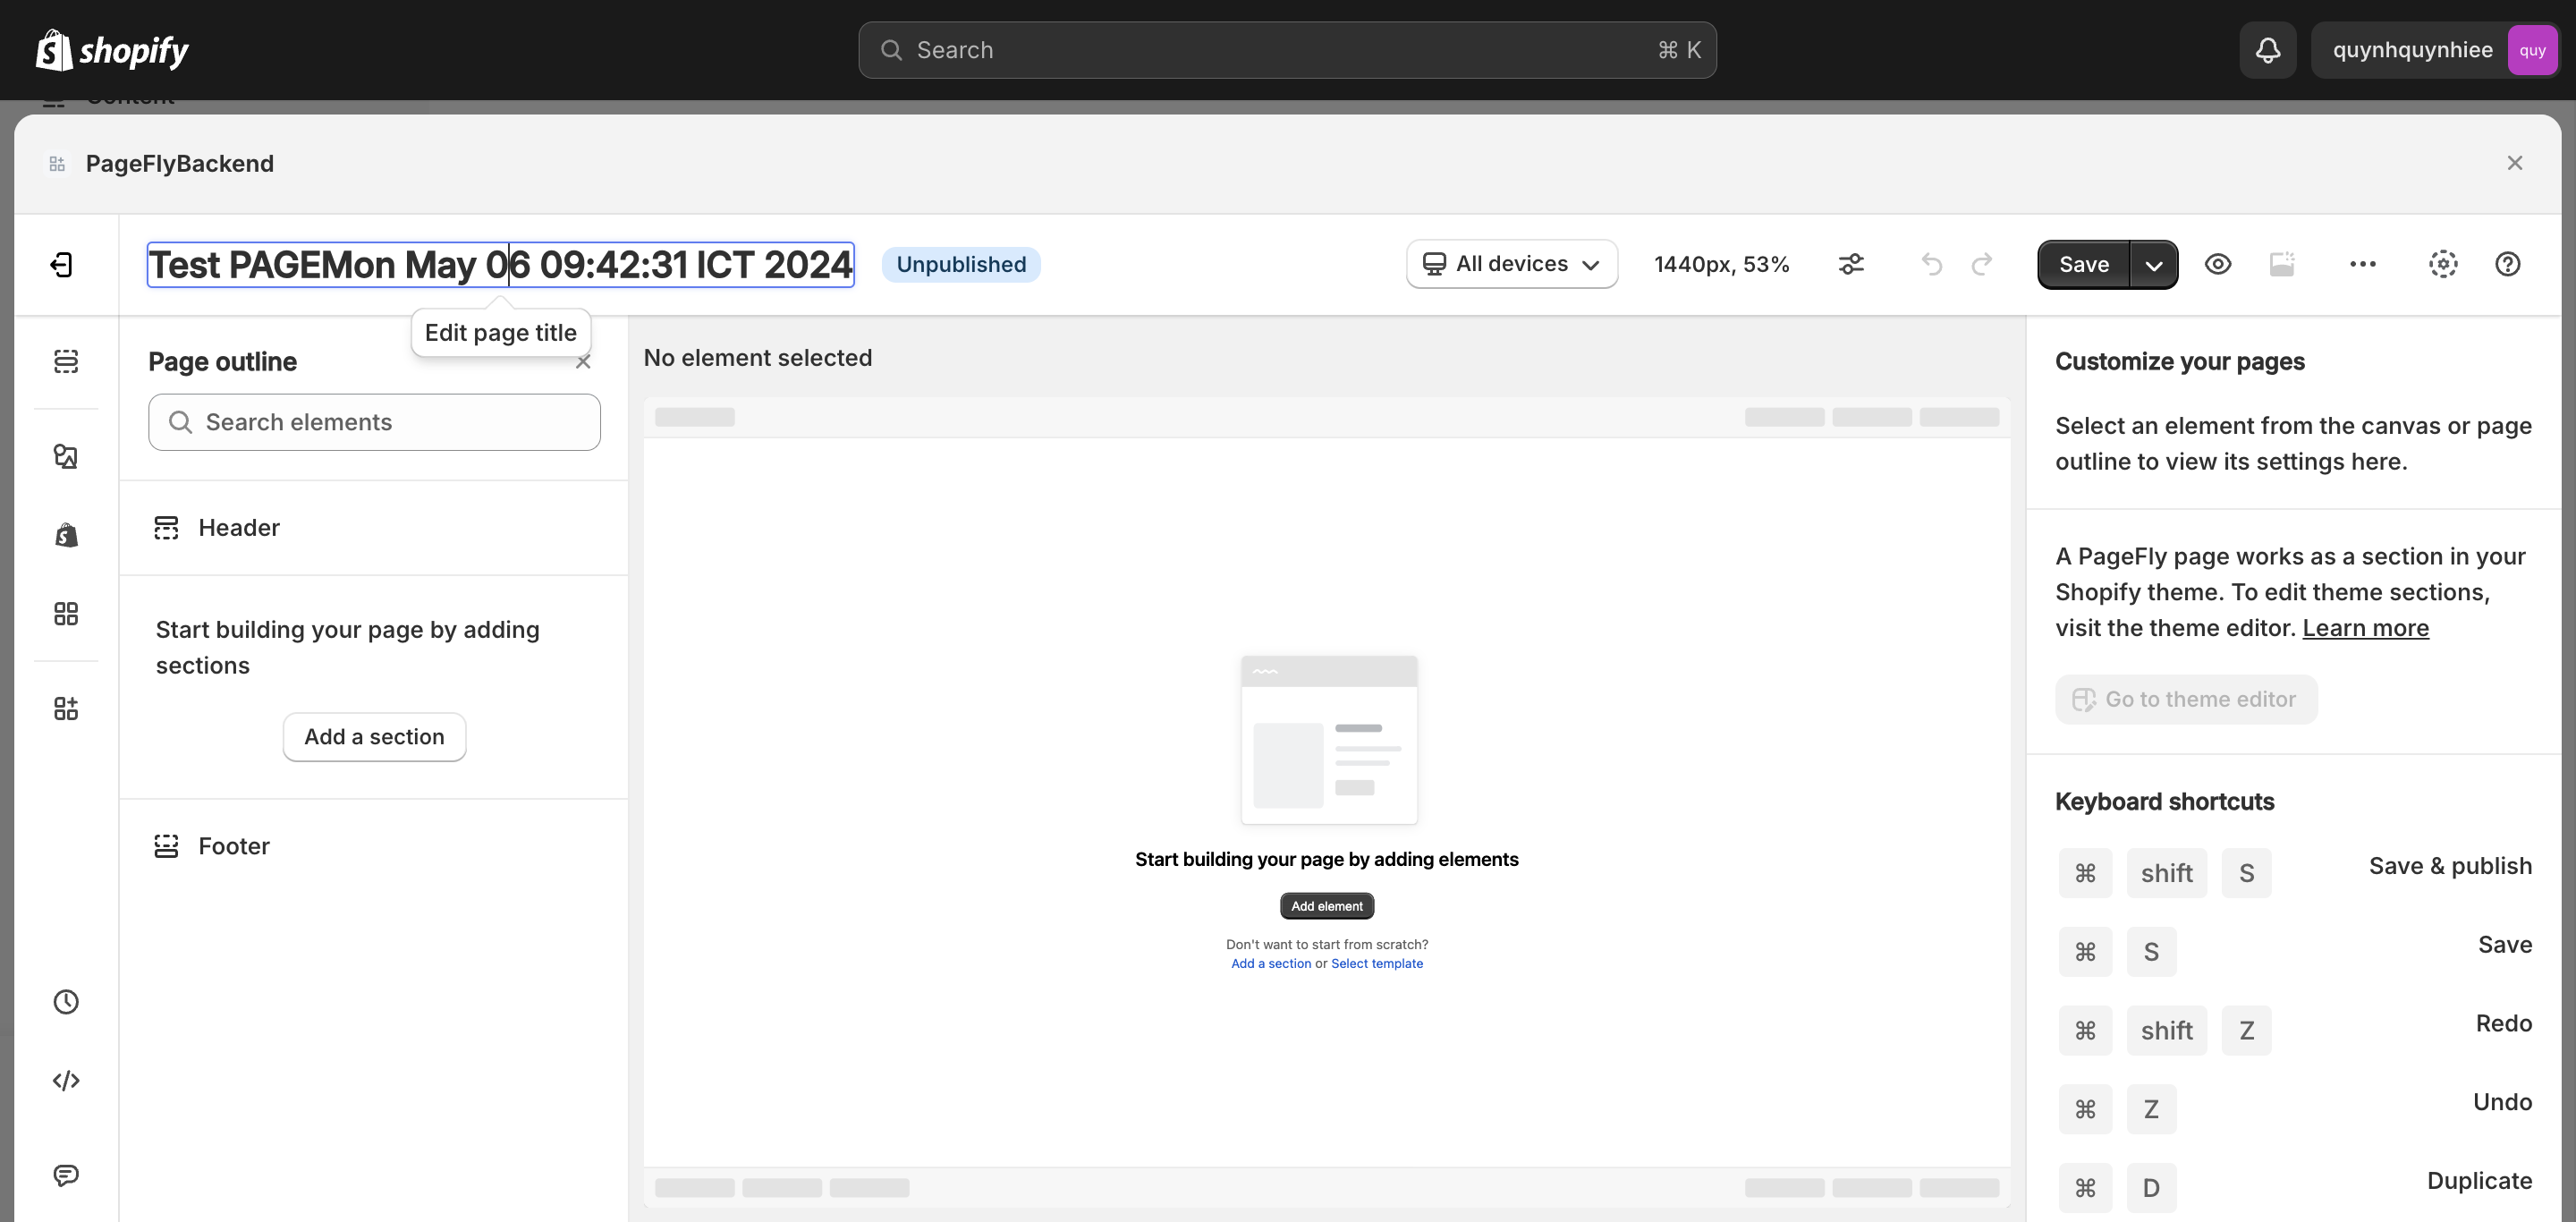 shopify
Search
⌘ K
quynhquynhiee
quy
Content
PageFlyBackend
Test PAGEMon May 06 09:42:31 ICT 2024
Unpublished
All devices
1440px, 53%
Save
Edit page title
Page outline
Search elements
Header
Start building your page by adding
sections
Add a section
Footer
No element selected
Start building your page by adding elements
Add element
Don't want to start from scratch?
Add a section or Select template
Customize your pages
Select an element from the canvas or page
outline to view its settings here.
A PageFly page works as a section in your
Shopify theme. To edit theme sections,
visit the theme editor. Learn more
Go to theme editor
Keyboard shortcuts
⌘ shift S Save & publish
⌘ S Save
⌘ shift Z Redo
⌘ Z Undo
⌘ D Duplicate